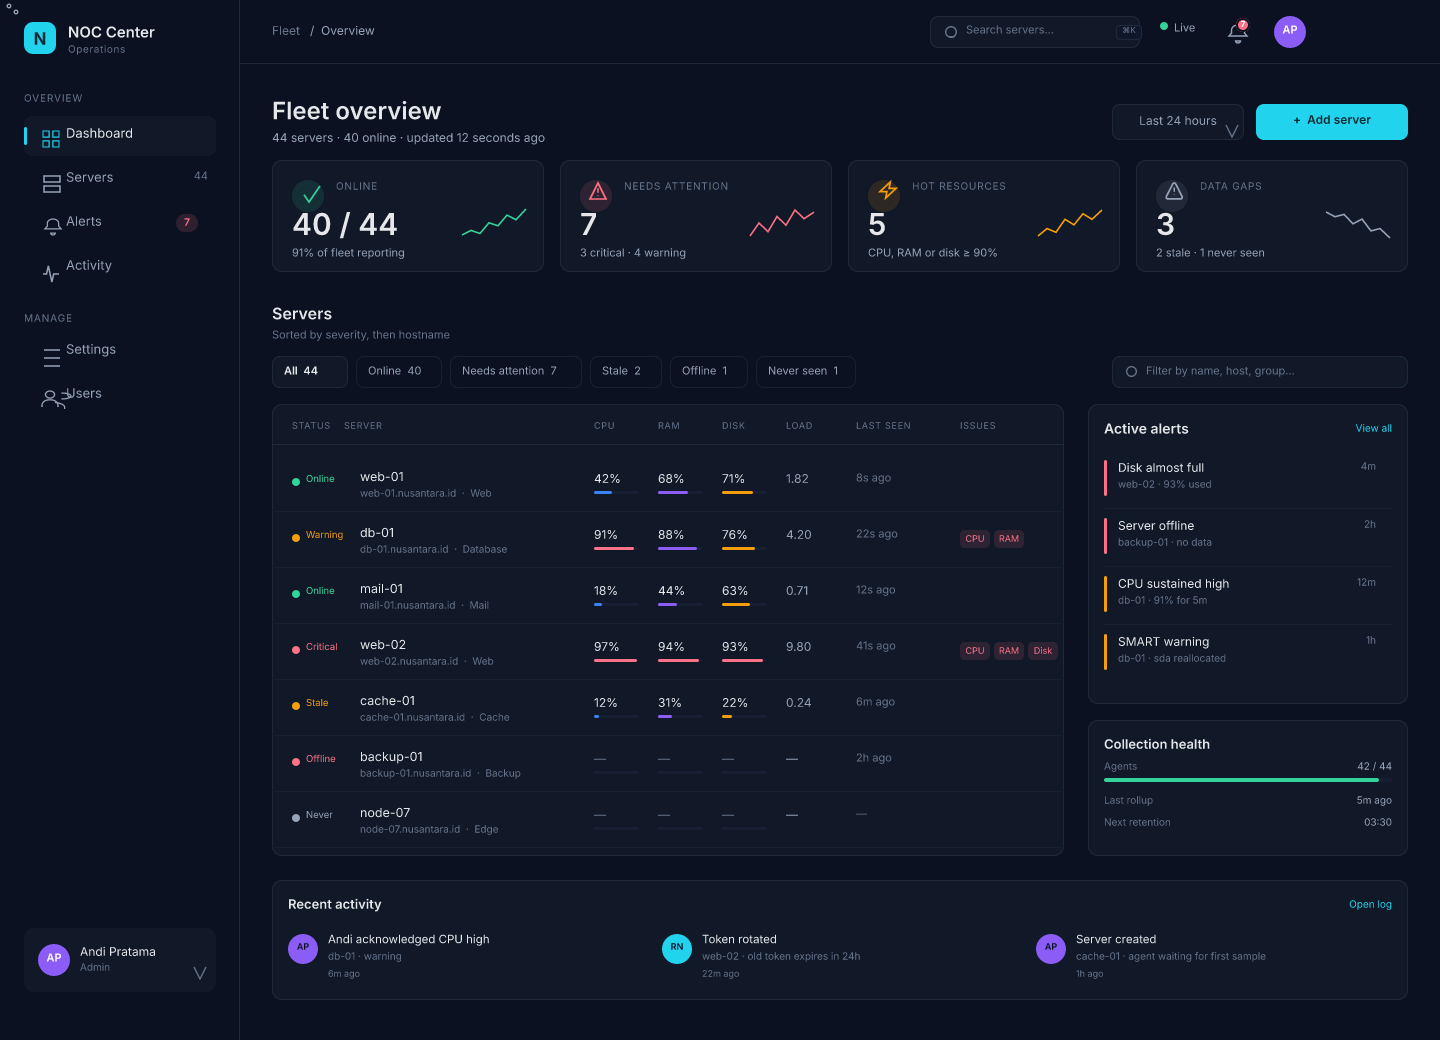 N NOC Center
Operations
Fleet / Overview
Search servers...
⌘K
Live
7
AP
OVERVIEW
Dashboard
Servers 44
Alerts 7
Activity
MANAGE
Settings
Users
AP Andi Pratama
Admin
Fleet overview
44 servers · 40 online · updated 12 seconds ago
Last 24 hours
+ Add server
ONLINE
40 / 44
91% of fleet reporting
NEEDS ATTENTION
7
3 critical · 4 warning
HOT RESOURCES
5
CPU, RAM or disk ≥ 90%
DATA GAPS
3
2 stale · 1 never seen
Servers
Sorted by severity, then hostname
All 44
Online 40
Needs attention 7
Stale 2
Offline 1
Never seen 1
Filter by name, host, group...
STATUS SERVER CPU RAM DISK LOAD LAST SEEN ISSUES
Online web-01 42% 68% 71% 1.82 8s ago
web-01.nusantara.id · Web
Warning db-01 91% 88% 76% 4.20 22s ago CPU RAM
db-01.nusantara.id · Database
Online mail-01 18% 44% 63% 0.71 12s ago
mail-01.nusantara.id · Mail
Critical web-02 97% 94% 93% 9.80 41s ago CPU RAM Disk
web-02.nusantara.id · Web
Stale cache-01 12% 31% 22% 0.24 6m ago
cache-01.nusantara.id · Cache
Offline backup-01 — — — — 2h ago
backup-01.nusantara.id · Backup
Never node-07 — — — — —
node-07.nusantara.id · Edge
Active alerts View all
Disk almost full 4m
web-02 · 93% used
Server offline 2h
backup-01 · no data
CPU sustained high 12m
db-01 · 91% for 5m
SMART warning 1h
db-01 · sda reallocated
Collection health
Agents 42 / 44
Last rollup 5m ago
Next retention 03:30
Recent activity Open log
AP Andi acknowledged CPU high
db-01 · warning
6m ago
RN Token rotated
web-02 · old token expires in 24h
22m ago
AP Server created
cache-01 · agent waiting for first sample
1h ago